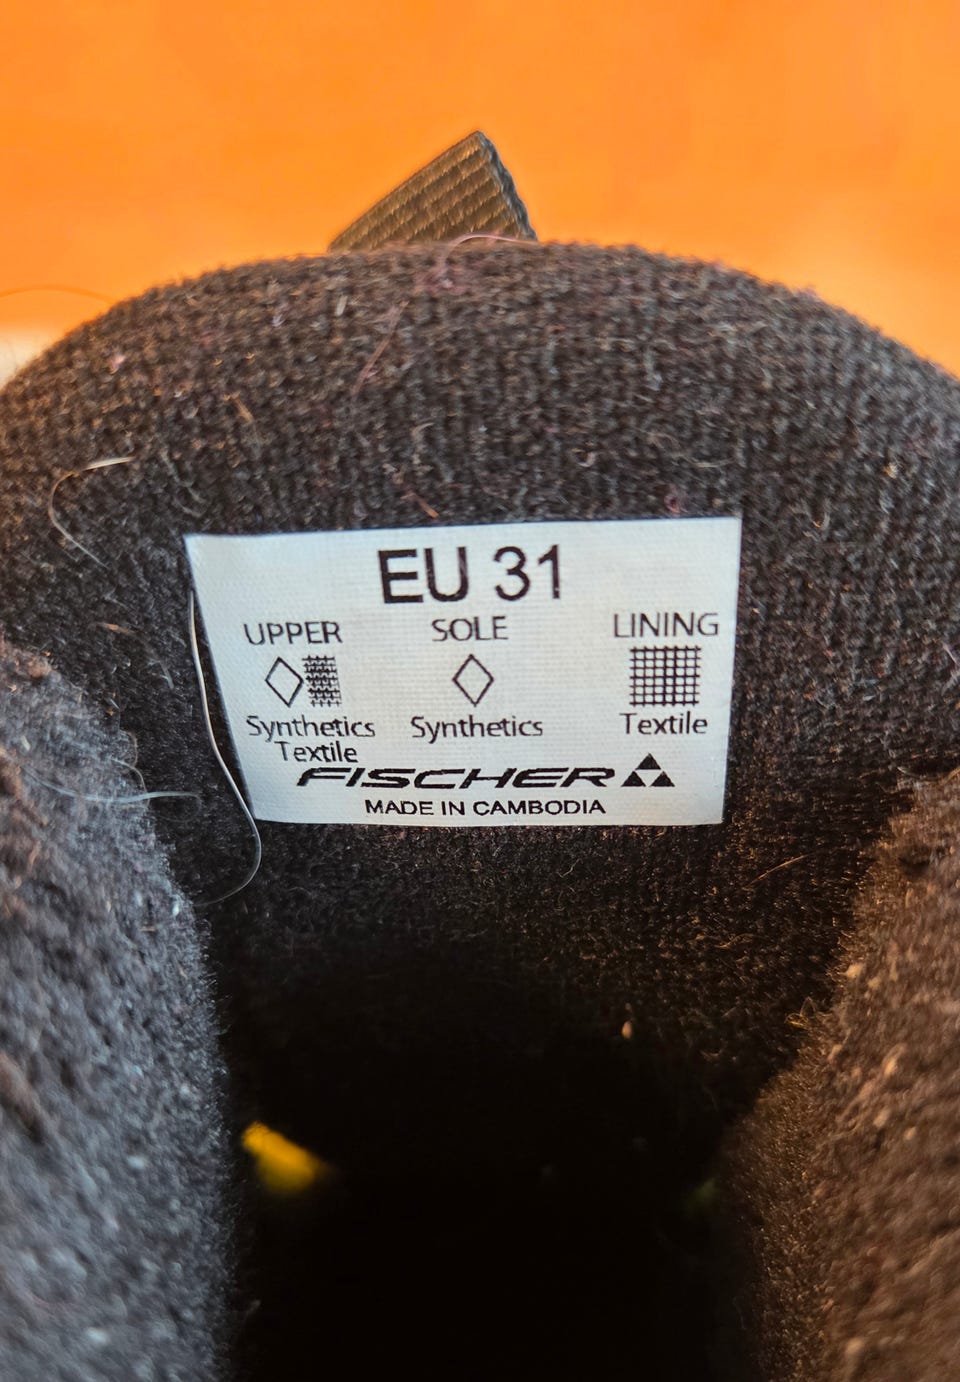 EU 31
UPPER SOLE LINING
Synthetics Synthetics Textile
Textile
FISCHER
MADE IN CAMBODIA